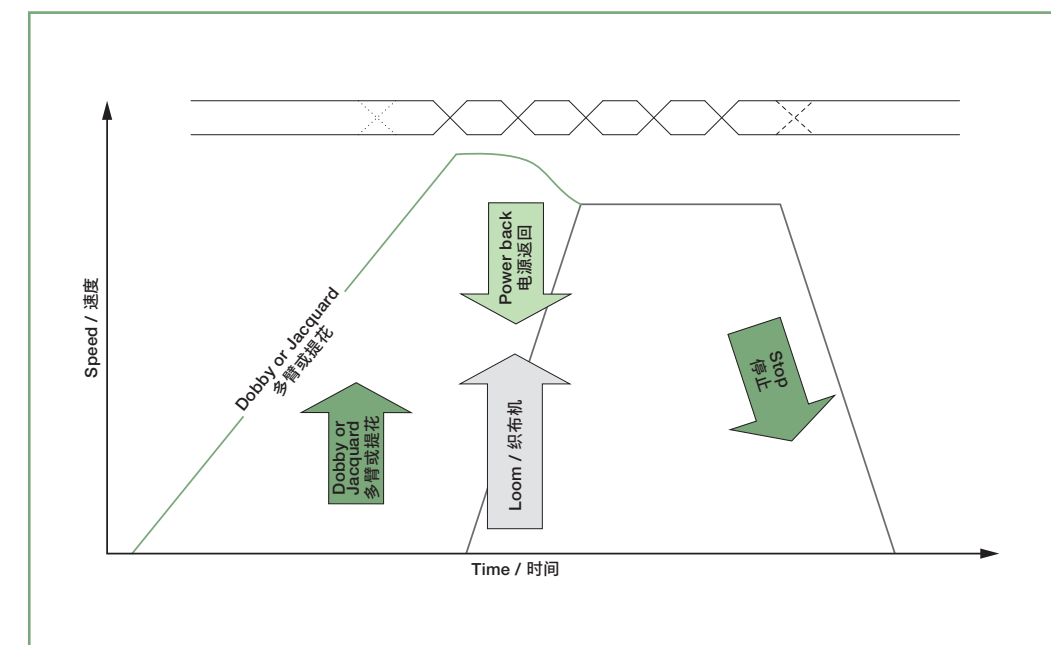 Speed / 速度
Dobby or Jacquard
多臂或提花
Dobby or
Jacquard
多臂或提花
Power back
电源返回
Loom / 织布机
Stop
停止
Time / 时间